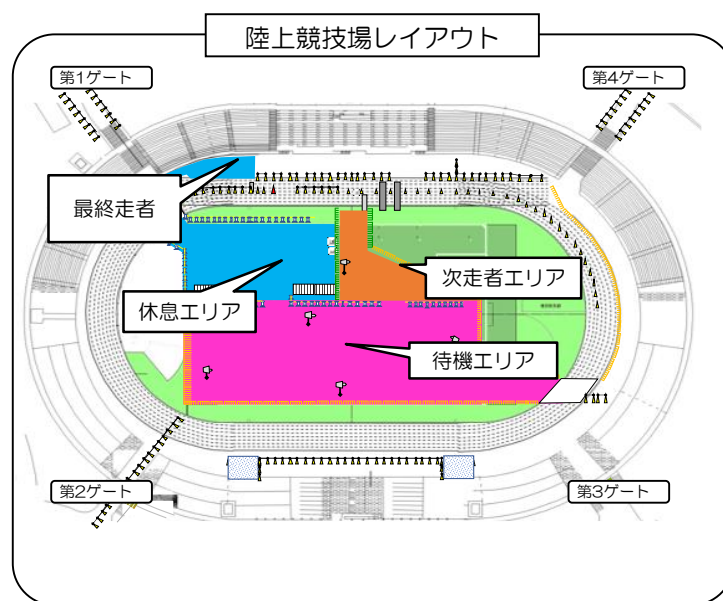 陸上競技場レイアウト
第1ゲート
第4ゲート
最終走者
次走者エリア
休息エリア
待機エリア
第2ゲート
第3ゲート